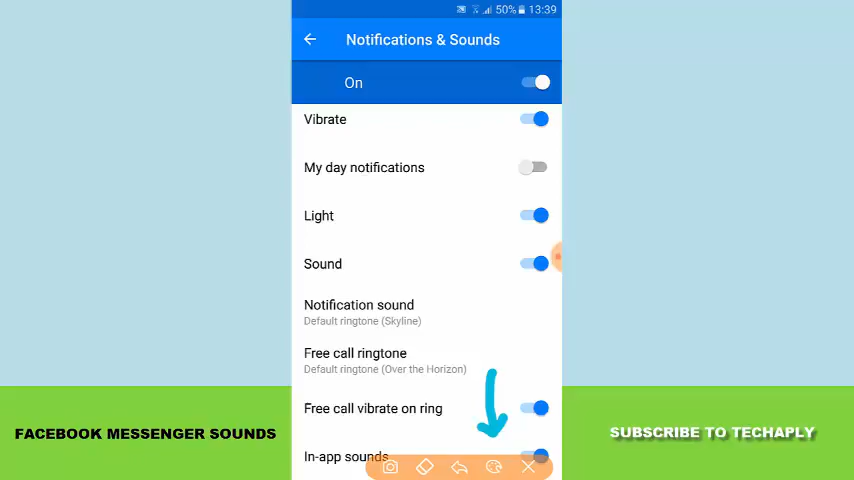 50% 13:39
Notifications & Sounds
On
Vibrate
My day notifications
Light
Sound
Notification sound
Default ringtone (Skyline)
Free call ringtone
Default ringtone (Over the Horizon)
Free call vibrate on ring
In-app sounds
FACEBOOK MESSENGER SOUNDS
SUBSCRIBE TO TECHAPLY